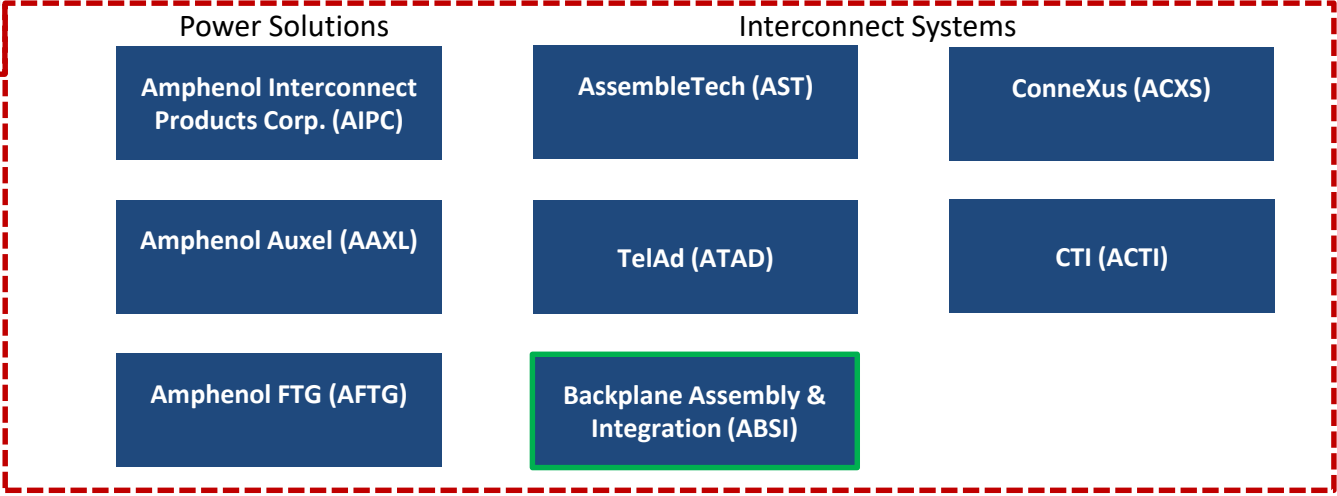 Power Solutions
Interconnect Systems
Amphenol Interconnect
Products Corp. (AIPC)
AssembleTech (AST)
ConneXus (ACXS)
Amphenol Auxel (AAXL)
TelAd (ATAD)
CTI (ACTI)
Amphenol FTG (AFTG)
Backplane Assembly &
Integration (ABSI)